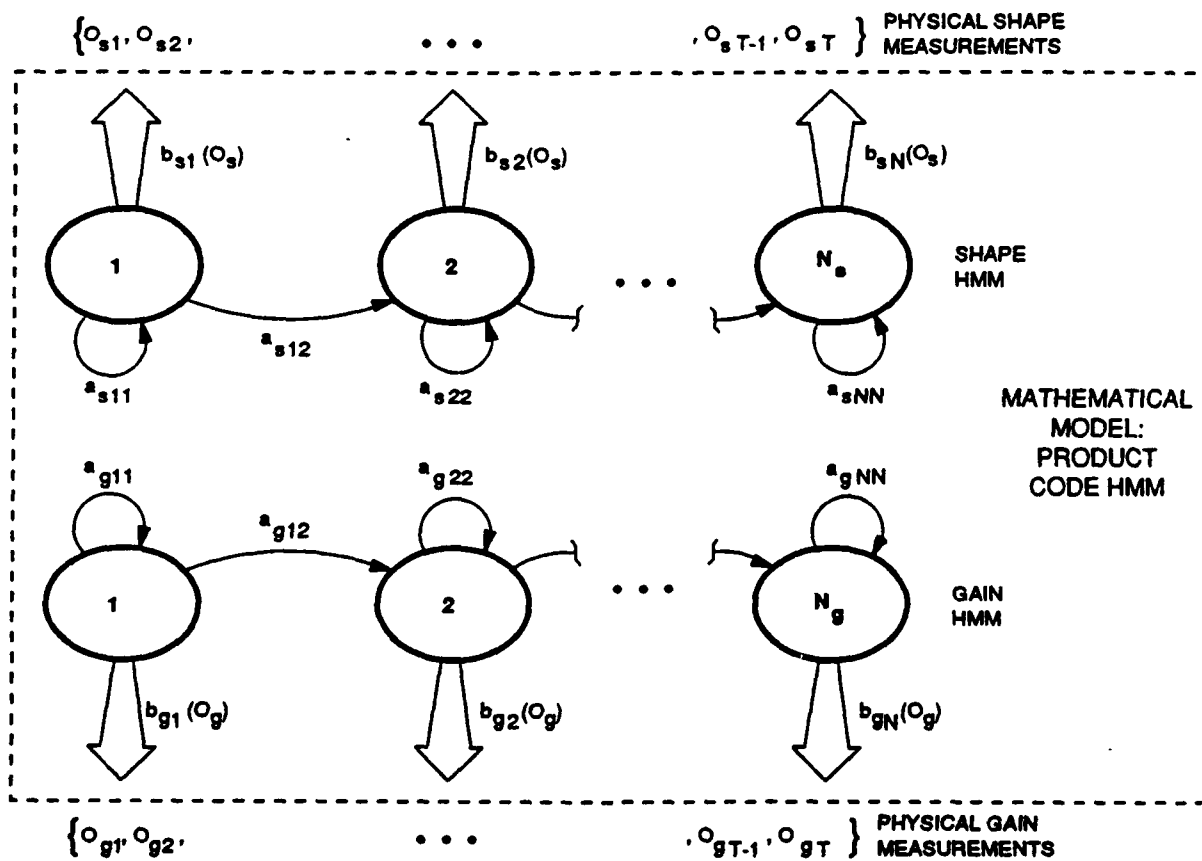 {O_s1, O_s2, • • • , O_s T-1, O_s T } PHYSICAL SHAPE
MEASUREMENTS
b_s1 (O_s) b_s2 (O_s) b_sN (O_s)
1 2 • • • N_s SHAPE
HMM
a_s12
a_s11 a_s22 a_sNN
MATHEMATICAL
MODEL:
PRODUCT
CODE HMM
a_g11 a_g22 a_gNN
a_g12
1 2 • • • N_g GAIN
HMM
b_g1 (O_g) b_g2 (O_g) b_gN (O_g)
{O_g1, O_g2, • • • , O_g T-1, O_g T } PHYSICAL GAIN
MEASUREMENTS